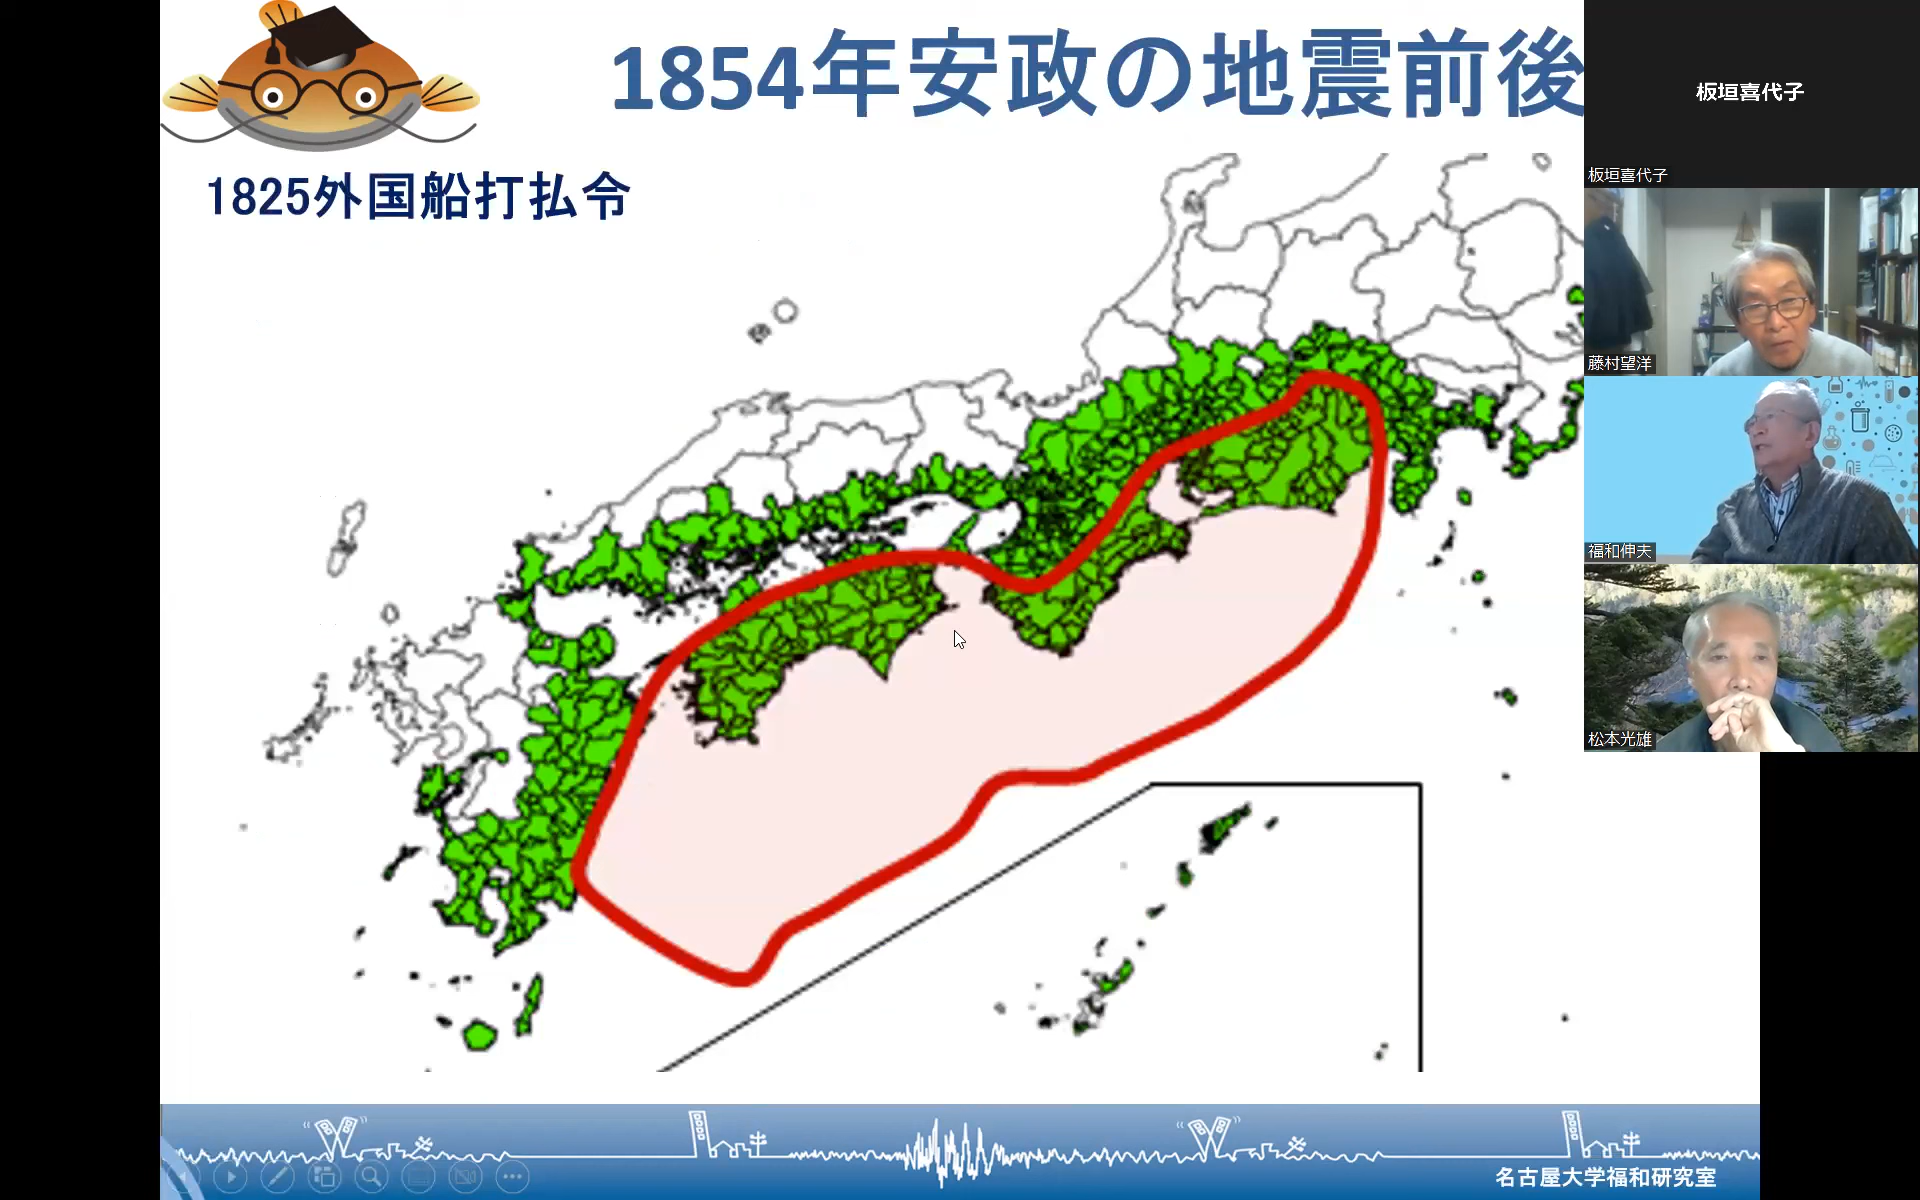 1854年安政の地震前後
1825外国船打払令
板垣喜代子
板垣喜代子
藤村望洋
福和伸夫
松本光雄
名古屋大学福和研究室